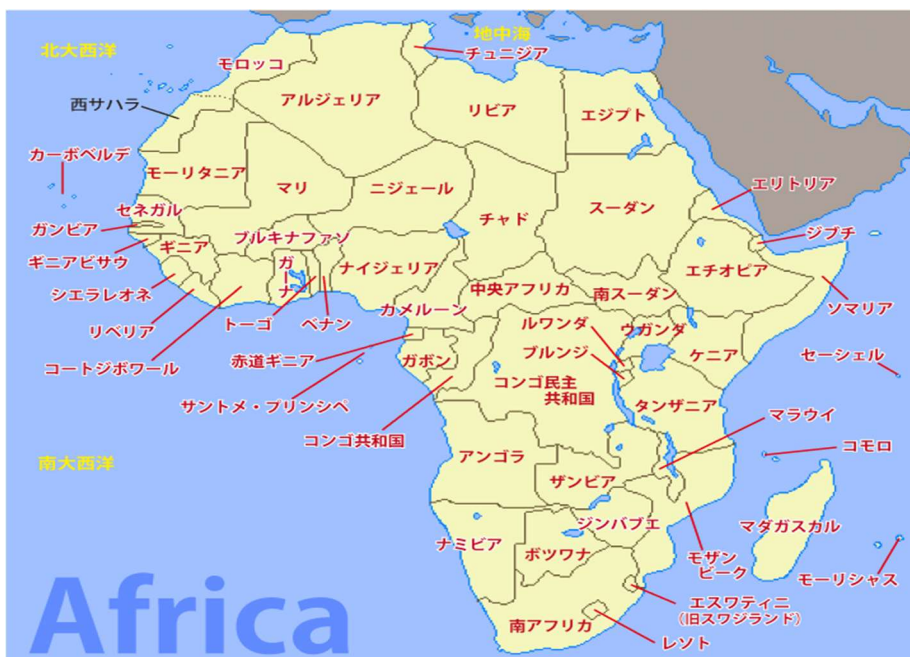 地中海
北大西洋
チュニジア
モロッコ
アルジェリア
リビア
エジプト
西サハラ
カーボベルデ
モーリタニア
マリ
ニジェール
チャド
スーダン
エリトリア
セネガル
ガンビア
ブルキナファソ
ジブチ
ギニア
ギニアビサウ
ガーナ
ナイジェリア
エチオピア
シエラレオネ
中央アフリカ
南スーダン
ソマリア
リベリア
トーゴ
ベナン
カメルーン
ルワンダ
ウガンダ
コートジボワール
赤道ギニア
ガボン
ブルンジ
ケニア
セーシェル
サントメ・プリンシペ
コンゴ民主
共和国
タンザニア
コンゴ共和国
マラウイ
コモロ
南大西洋
アンゴラ
ザンビア
ジンバブエ
マダガスカル
ナミビア
ボツワナ
モザン
ビーク
モーリシャス
エスワティニ
(旧スワジランド)
南アフリカ
レソト
Africa